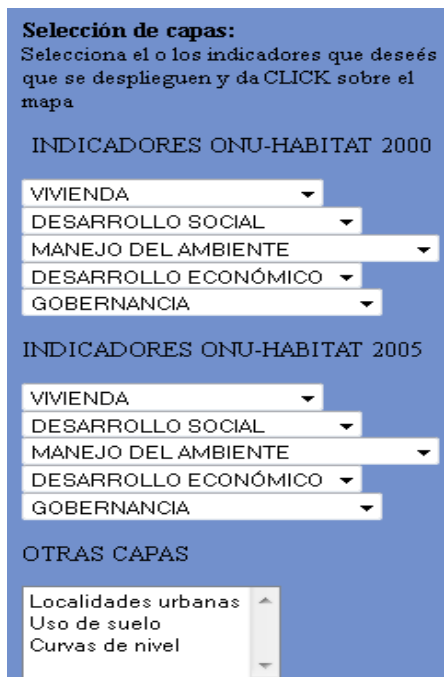 Selección de capas:
Selecciona el o los indicadores que deseés
que se desplieguen y da CLICK sobre el
mapa
INDICADORES ONU-HABITAT 2000
VIVIENDA
DESARROLLO SOCIAL
MANEJO DEL AMBIENTE
DESARROLLO ECONÓMICO
GOBERNANCIA
INDICADORES ONU-HABITAT 2005
VIVIENDA
DESARROLLO SOCIAL
MANEJO DEL AMBIENTE
DESARROLLO ECONÓMICO
GOBERNANCIA
OTRAS CAPAS
Localidades urbanas
Uso de suelo
Curvas de nivel